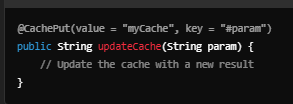 @CachePut(value = "myCache", key = "#param")
public String updateCache(String param) {
// Update the cache with a new result
}